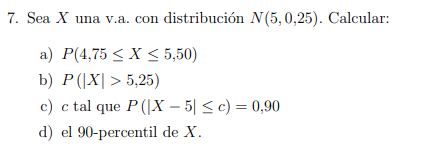 7. Sea X una v.a. con distribución N(5, 0,25). Calcular:
a) P(4,75 ≤ X ≤ 5,50)
b) P(|X| > 5,25)
c) c tal que P(|X − 5| ≤ c) = 0,90
d) el 90-percentil de X.